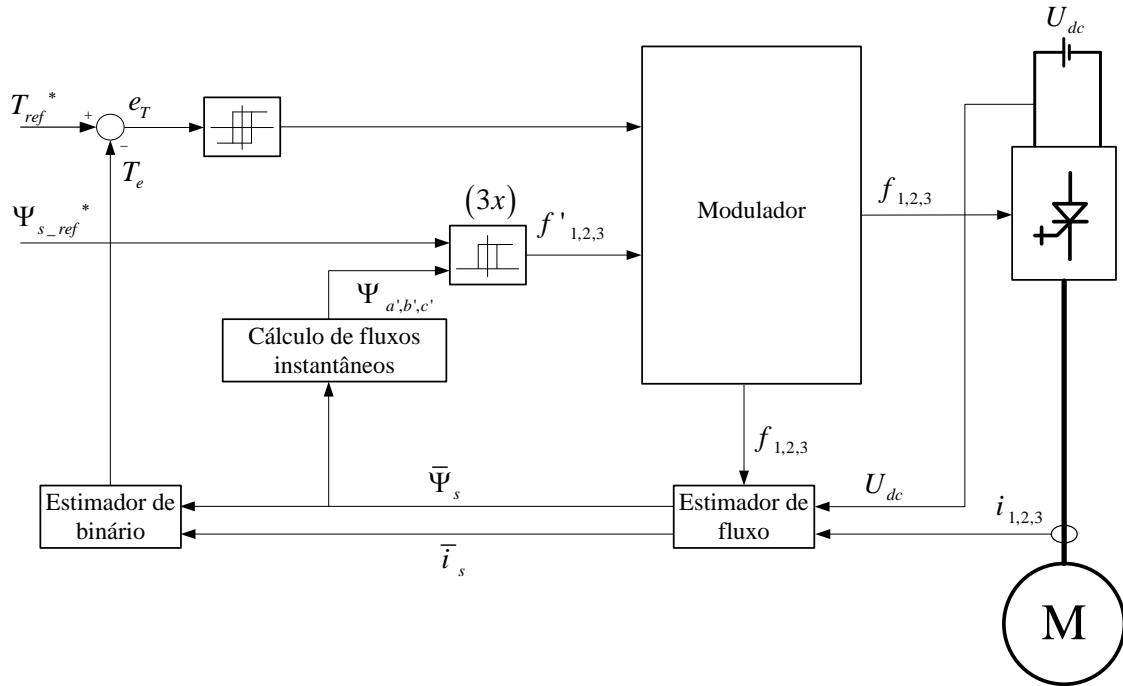 U_dc
T_ref*
+
e_T
−
T_e
Ψ_s_ref*
(3x)
f'_1,2,3
Modulador
f_1,2,3
Ψ_a',b',c'
Cálculo de fluxos
instantâneos
f_1,2,3
Estimador de
binário
Ψ̅_s
i̅_s
Estimador de
fluxo
U_dc
i_1,2,3
M